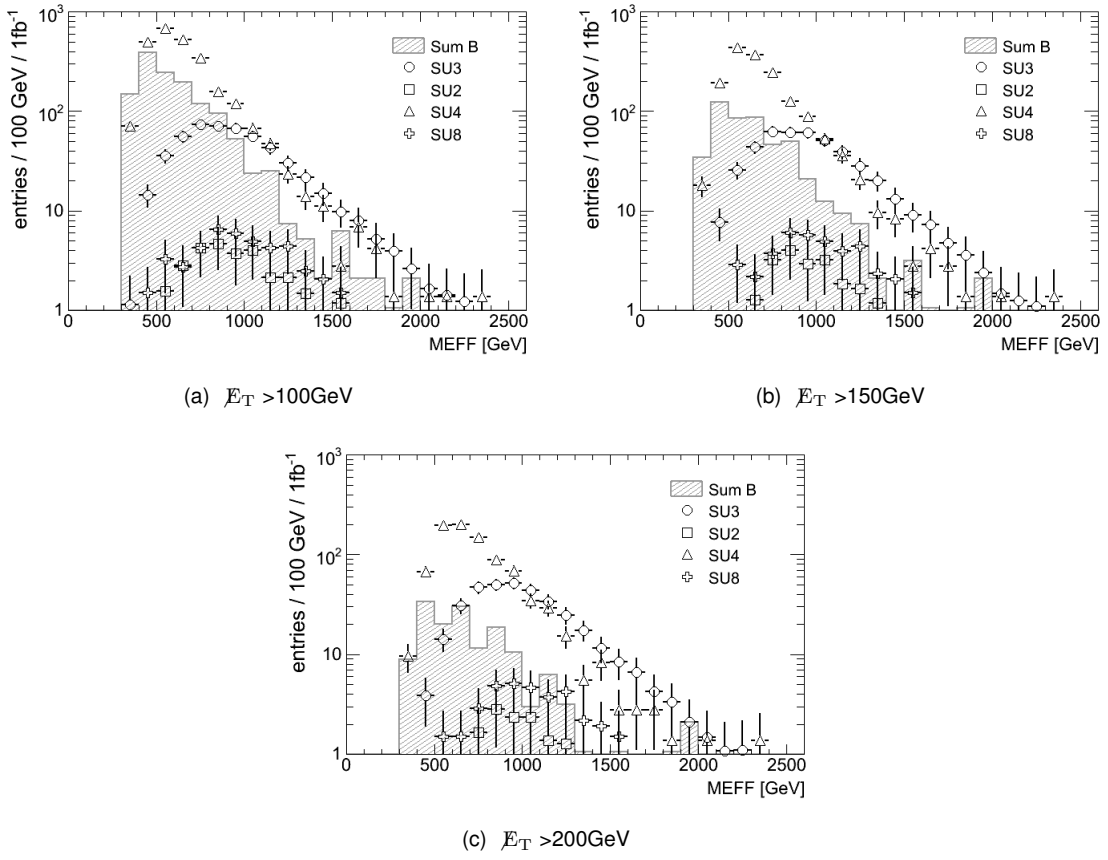 entries / 100 GeV / 1fb⁻¹
10³
10²
10
1
0 500 1000 1500 2000 2500
MEFF [GeV]
Sum B
SU3
SU2
SU4
SU8
(a) E̸_T >100GeV
entries / 100 GeV / 1fb⁻¹
10³
10²
10
1
0 500 1000 1500 2000 2500
MEFF [GeV]
Sum B
SU3
SU2
SU4
SU8
(b) E̸_T >150GeV
entries / 100 GeV / 1fb⁻¹
10³
10²
10
1
0 500 1000 1500 2000 2500
MEFF [GeV]
Sum B
SU3
SU2
SU4
SU8
(c) E̸_T >200GeV